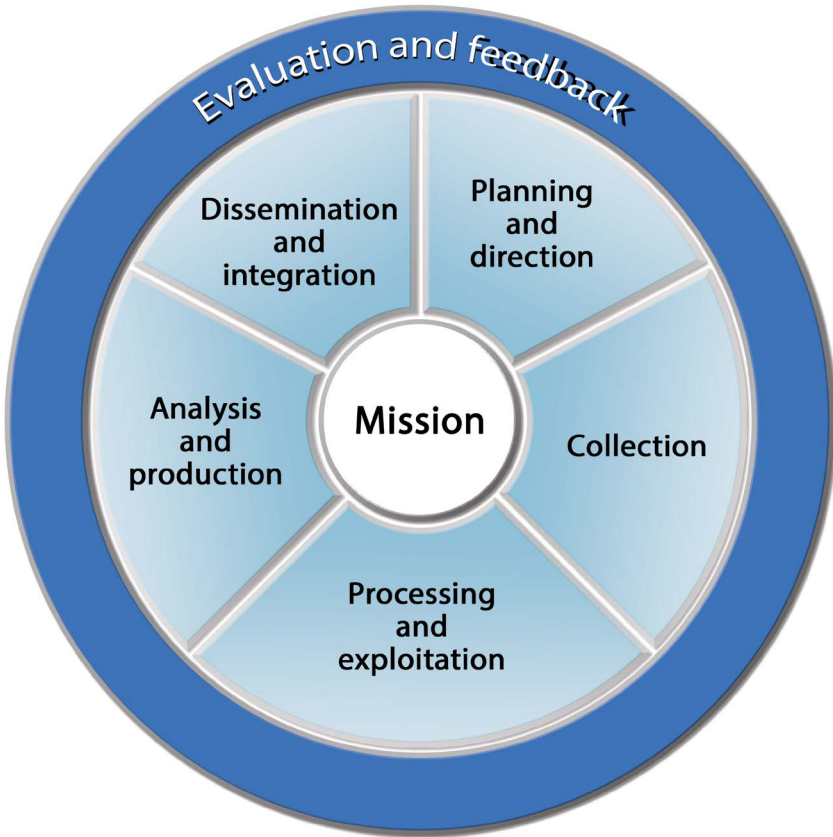 Evaluation and feedback
Planning
and
direction
Collection
Processing
and
exploitation
Analysis
and
production
Dissemination
and
integration
Mission